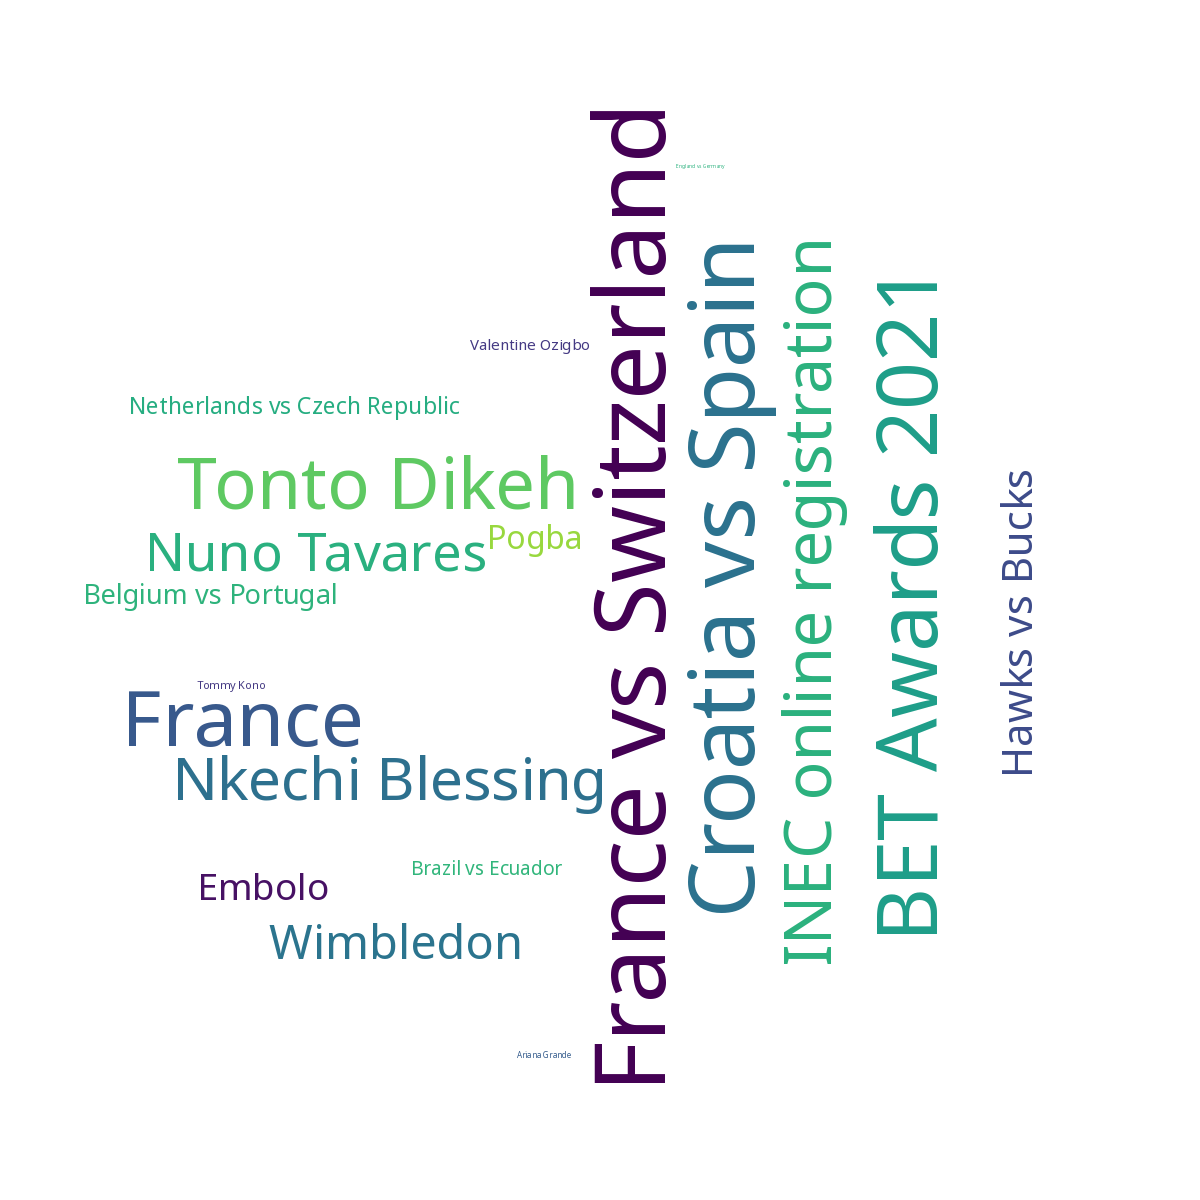 France vs Switzerland
England vs Germany
Croatia vs Spain
INEC online registration
BET Awards 2021
Hawks vs Bucks
Valentine Ozigbo
Netherlands vs Czech Republic
Tonto Dikeh
Pogba
Nuno Tavares
Belgium vs Portugal
Tommy Kono
France
Nkechi Blessing
Brazil vs Ecuador
Embolo
Wimbledon
Ariana Grande